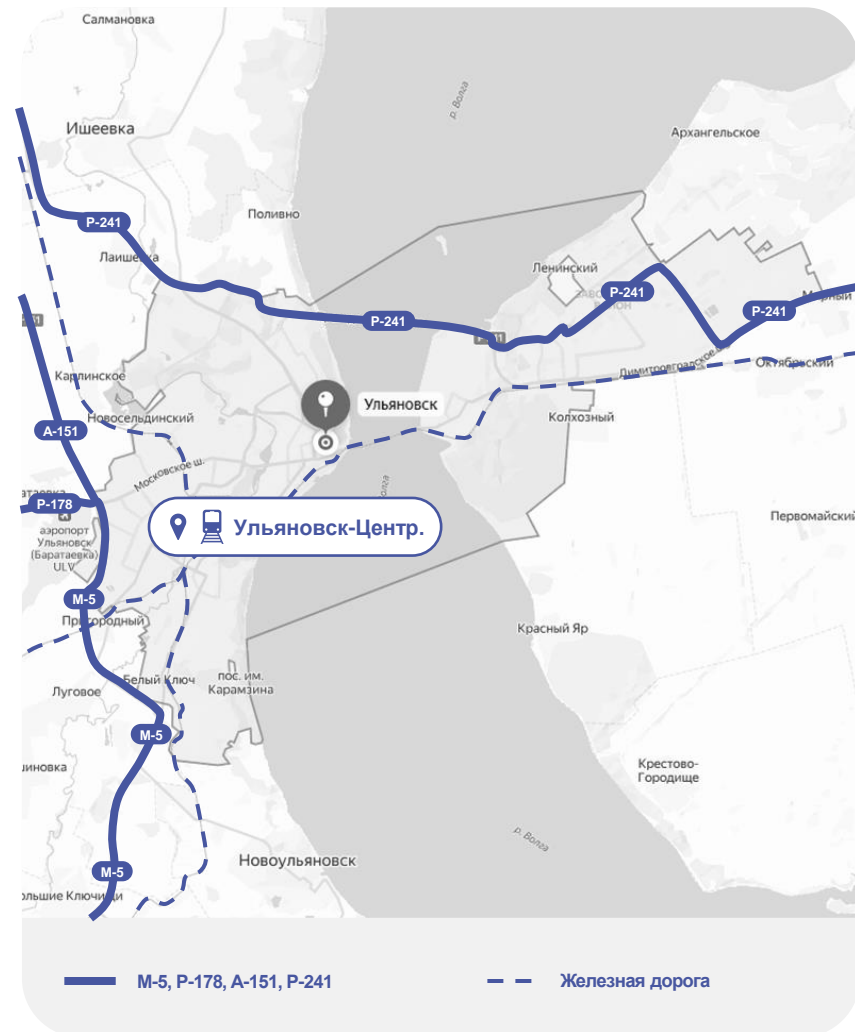 Салмановка
р. Волга
Ишеевка
Архангельское
Поливно
Р-241
Лаишевка
Ленинский
Р-241
Р-241
Р-241
Мирный
Димитровградское ш.
Октябрьский
Карлинское
Ульяновск
Новосельдинский
Колхозный
А-151
Московское ш.
Р-178
Ульяновск-Центр.
Первомайский
аэропорт
Ульяновск
(Баратаевка)
ULV
М-5
Пригородный
Красный Яр
Белый Ключ
пос. им.
Карамзина
Луговое
М-5
Крестово-
Городище
р. Волга
Новоульяновск
М-5
М-5, Р-178, А-151, Р-241
Железная дорога